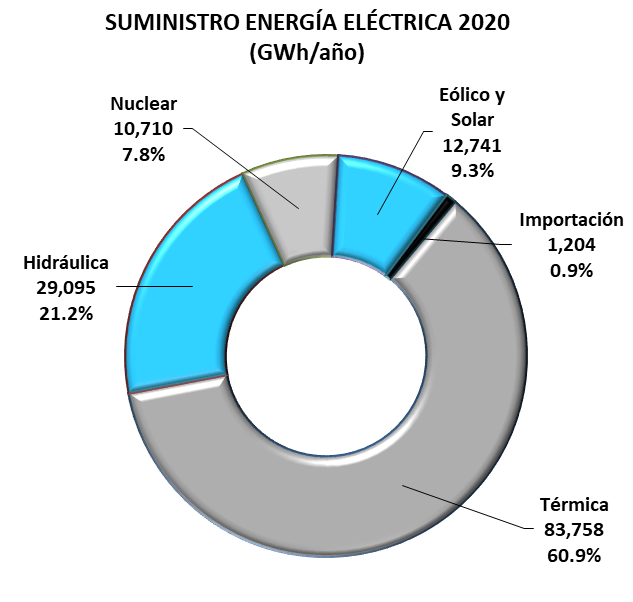 SUMINISTRO ENERGÍA ELÉCTRICA 2020
(GWh/año)
Nuclear
10,710
7.8%
Eólico y
Solar
12,741
9.3%
Importación
1,204
0.9%
Hidráulica
29,095
21.2%
Térmica
83,758
60.9%